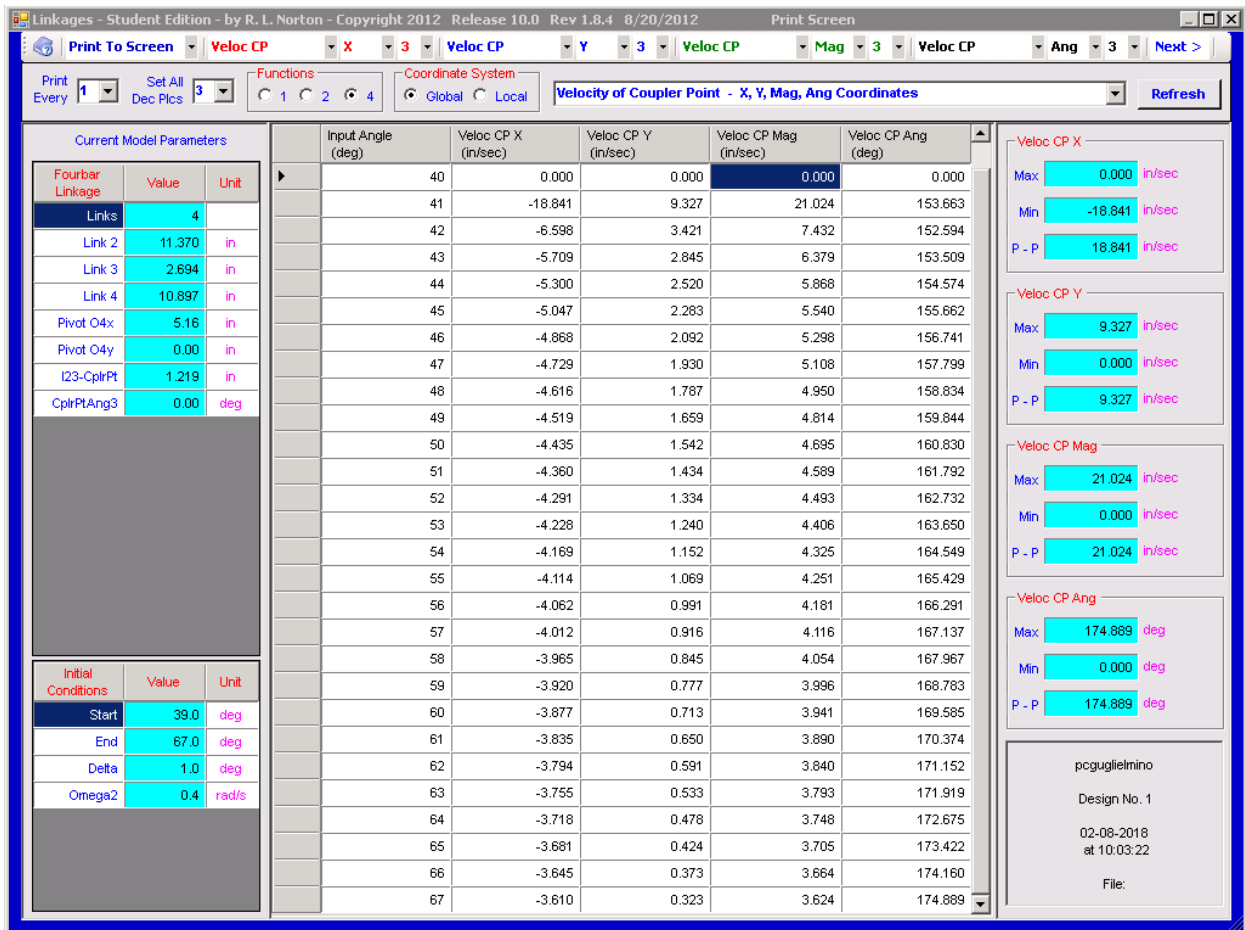 Linkages - Student Edition - by R. L. Norton - Copyright 2012 Release 10.0 Rev 1.8.4 8/20/2012 Print Screen
Print To Screen Veloc CP X 3 Veloc CP Y 3 Veloc CP Mag 3 Veloc CP Ang 3 Next >
Print Every 1 Set All Dec Plcs 3 Functions 1 2 4 Coordinate System Global Local Velocity of Coupler Point - X, Y, Mag, Ang Coordinates Refresh
Current Model Parameters
Fourbar Linkage Value Unit
Links 4
Link 2 11.370 in
Link 3 2.694 in
Link 4 10.897 in
Pivot O4x 5.16 in
Pivot O4y 0.00 in
l23-CplrPt 1.219 in
CplrPtAng3 0.00 deg
Initial Conditions Value Unit
Start 39.0 deg
End 67.0 deg
Delta 1.0 deg
Omega2 0.4 rad/s
Input Angle (deg) Veloc CP X (in/sec) Veloc CP Y (in/sec) Veloc CP Mag (in/sec) Veloc CP Ang (deg)
40 0.000 0.000 0.000 0.000
41 -18.841 9.327 21.024 153.663
42 -6.598 3.421 7.432 152.594
43 -5.709 2.845 6.379 153.509
44 -5.300 2.520 5.868 154.574
45 -5.047 2.283 5.540 155.662
46 -4.868 2.092 5.298 156.741
47 -4.729 1.930 5.108 157.799
48 -4.616 1.787 4.950 158.834
49 -4.519 1.659 4.814 159.844
50 -4.435 1.542 4.695 160.830
51 -4.360 1.434 4.589 161.792
52 -4.291 1.334 4.493 162.732
53 -4.228 1.240 4.406 163.650
54 -4.169 1.152 4.325 164.549
55 -4.114 1.069 4.251 165.429
56 -4.062 0.991 4.181 166.291
57 -4.012 0.916 4.116 167.137
58 -3.965 0.845 4.054 167.967
59 -3.920 0.777 3.996 168.783
60 -3.877 0.713 3.941 169.585
61 -3.835 0.650 3.890 170.374
62 -3.794 0.591 3.840 171.152
63 -3.755 0.533 3.793 171.919
64 -3.718 0.478 3.748 172.675
65 -3.681 0.424 3.705 173.422
66 -3.645 0.373 3.664 174.160
67 -3.610 0.323 3.624 174.889
Veloc CP X
Max 0.000 in/sec
Min -18.841 in/sec
P - P 18.841 in/sec
Veloc CP Y
Max 9.327 in/sec
Min 0.000 in/sec
P - P 9.327 in/sec
Veloc CP Mag
Max 21.024 in/sec
Min 0.000 in/sec
P - P 21.024 in/sec
Veloc CP Ang
Max 174.889 deg
Min 0.000 deg
P - P 174.889 deg
pcguglielmino
Design No. 1
02-08-2018
at 10:03:22
File: